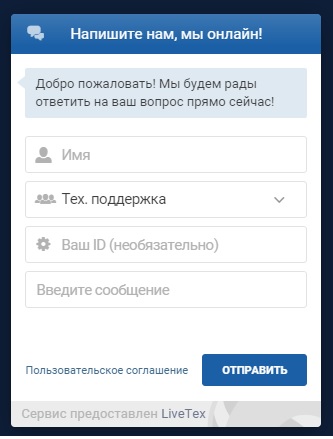 Напишите нам, мы онлайн!
Добро пожаловать! Мы будем рады
ответить на ваш вопрос прямо сейчас!
Имя
Тех. поддержка
Ваш ID (необязательно)
Введите сообщение
Пользовательское соглашение
ОТПРАВИТЬ
Сервис предоставлен LiveTex